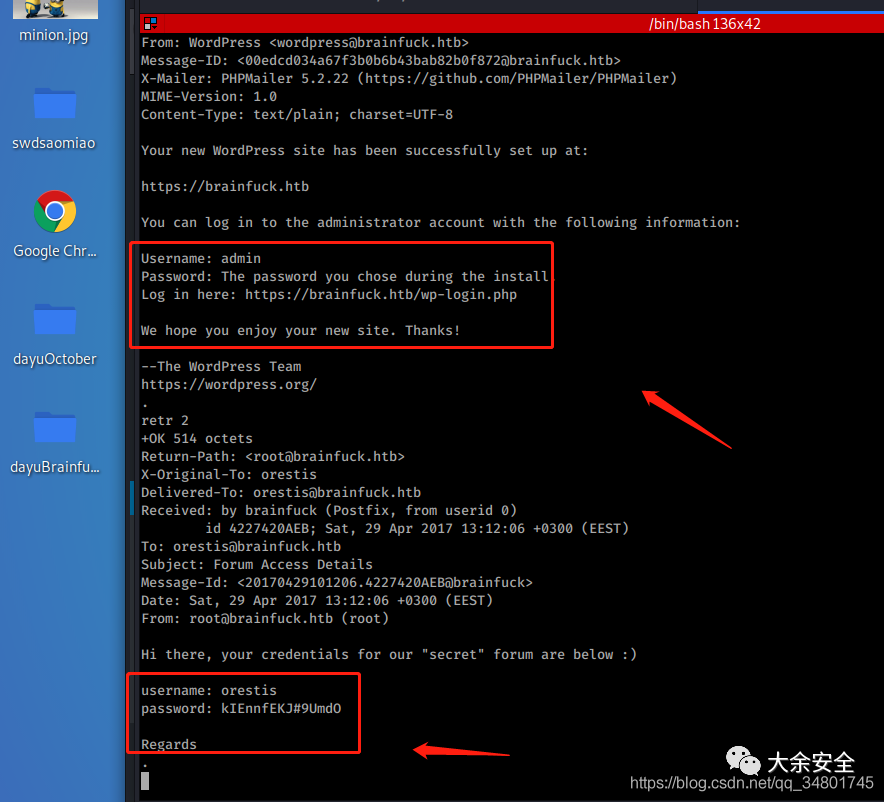 minion.jpg
swdsaomiao
Google Chr...
dayuOctober
dayuBrainfu...
/bin/bash 136x42
From: WordPress <wordpress@brainfuck.htb>
Message-ID: <00edcd034a67f3b0b6b43bab82b0f872@brainfuck.htb>
X-Mailer: PHPMailer 5.2.22 (https://github.com/PHPMailer/PHPMailer)
MIME-Version: 1.0
Content-Type: text/plain; charset=UTF-8
Your new WordPress site has been successfully set up at:
https://brainfuck.htb
You can log in to the administrator account with the following information:
Username: admin
Password: The password you chose during the install.
Log in here: https://brainfuck.htb/wp-login.php
We hope you enjoy your new site. Thanks!
--The WordPress Team
https://wordpress.org/
.
retr 2
+OK 514 octets
Return-Path: <root@brainfuck.htb>
X-Original-To: orestis
Delivered-To: orestis@brainfuck.htb
Received: by brainfuck (Postfix, from userid 0)
id 4227420AEB; Sat, 29 Apr 2017 13:12:06 +0300 (EEST)
To: orestis@brainfuck.htb
Subject: Forum Access Details
Message-Id: <20170429101206.4227420AEB@brainfuck>
Date: Sat, 29 Apr 2017 13:12:06 +0300 (EEST)
From: root@brainfuck.htb (root)
Hi there, your credentials for our "secret" forum are below :)
username: orestis
password: kIEnnfEKJ#9UmdO
Regards
.
大余安全
https://blog.csdn.net/qq_34801745